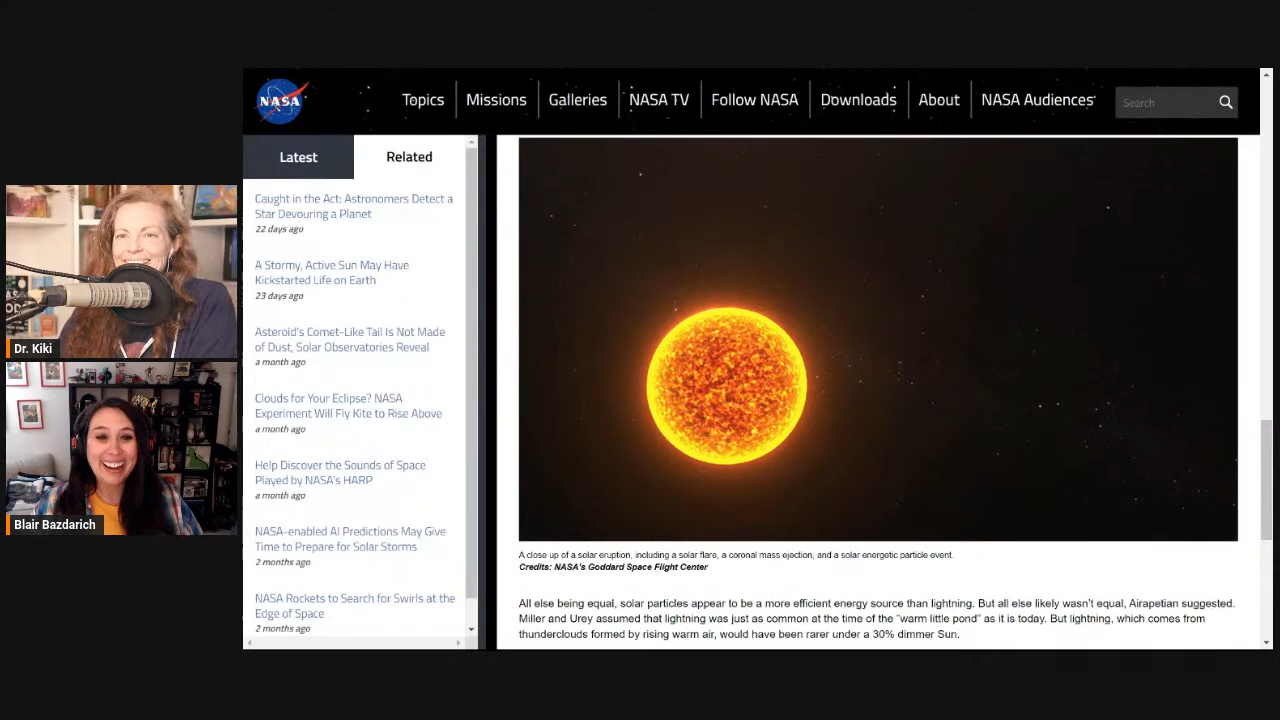 NASA
Topics
Missions
Galleries
NASA TV
Follow NASA
Downloads
About
NASA Audiences
Search
Latest
Related
Caught in the Act: Astronomers Detect a
Star Devouring a Planet
22 days ago
A Stormy, Active Sun May Have
Kickstarted Life on Earth
23 days ago
Asteroid's Comet-Like Tail Is Not Made
of Dust, Solar Observatories Reveal
a month ago
Clouds for Your Eclipse? NASA
Experiment Will Fly Kite to Rise Above
a month ago
Help Discover the Sounds of Space
Played by NASA's HARP
a month ago
NASA-enabled AI Predictions May Give
Time to Prepare for Solar Storms
2 months ago
NASA Rockets to Search for Swirls at the
Edge of Space
2 months ago
A close up of a solar eruption, including a solar flare, a coronal mass ejection, and a solar energetic particle event.
Credits: NASA's Goddard Space Flight Center
All else being equal, solar particles appear to be a more efficient energy source than lightning. But all else likely wasn't equal, Airapetian suggested.
Miller and Urey assumed that lightning was just as common at the time of the "warm little pond" as it is today. But lightning, which comes from
thunderclouds formed by rising warm air, would have been rarer under a 30% dimmer Sun.
Dr. Kiki
Blair Bazdarich